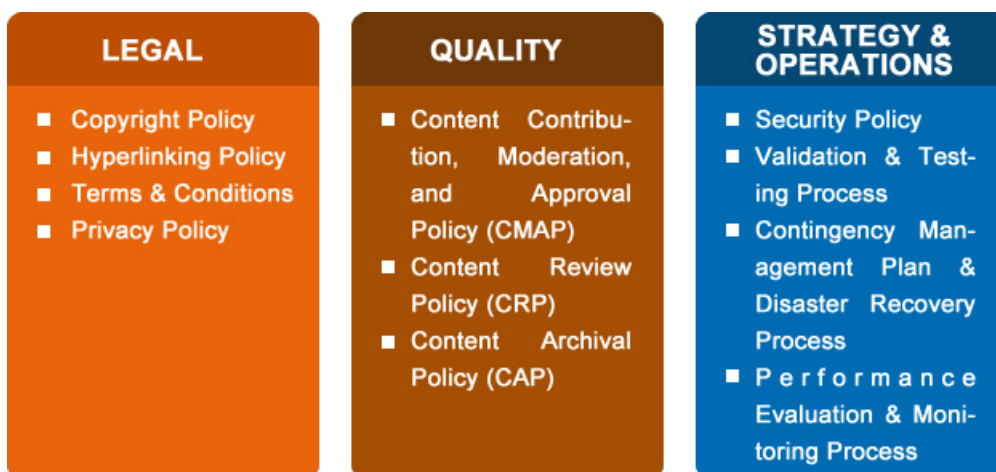 LEGAL
■ Copyright Policy
■ Hyperlinking Policy
■ Terms & Conditions
■ Privacy Policy
QUALITY
■ Content Contribu-
tion, Moderation,
and Approval
Policy (CMAP)
■ Content Review
Policy (CRP)
■ Content Archival
Policy (CAP)
STRATEGY &
OPERATIONS
■ Security Policy
■ Validation & Test-
ing Process
■ Contingency Man-
agement Plan &
Disaster Recovery
Process
■ Performance
Evaluation & Moni-
toring Process